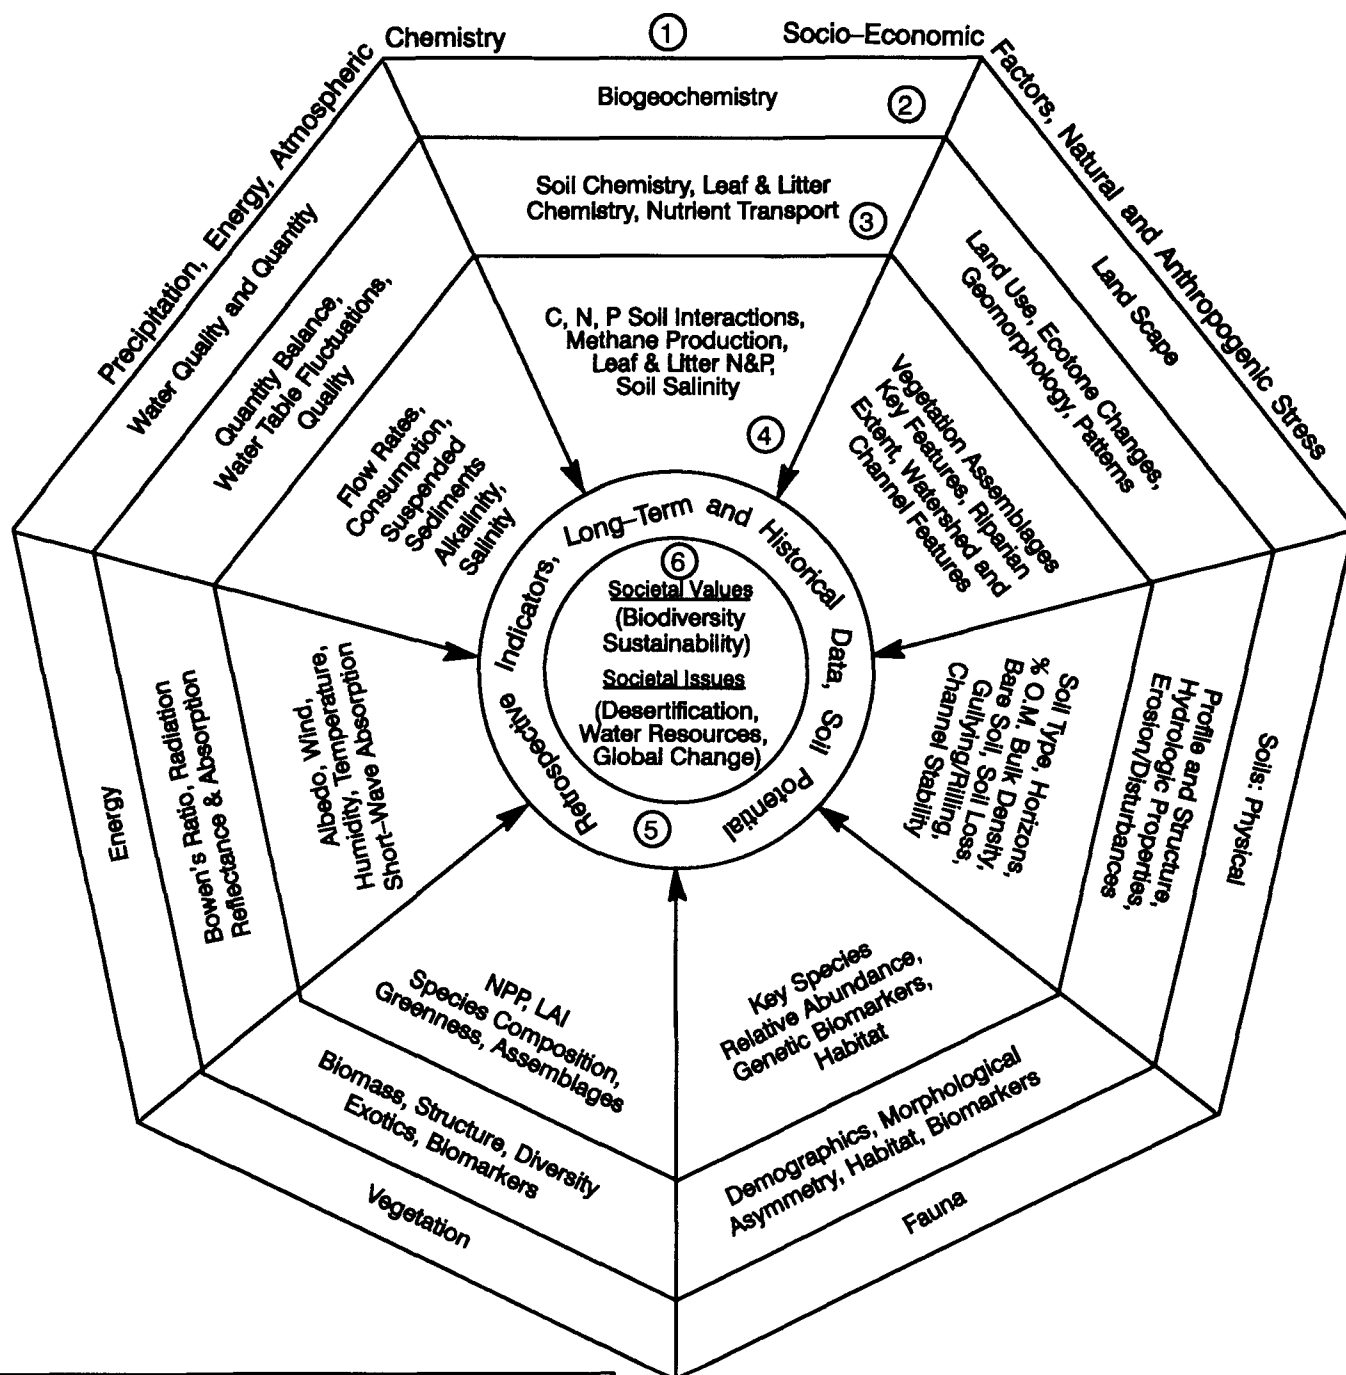 Precipitation, Energy, Atmospheric Chemistry
1
Socio-Economic Factors, Natural and Anthropogenic Stress
Biogeochemistry
2
Soil Chemistry, Leaf & Litter
Chemistry, Nutrient Transport
3
C, N, P Soil Interactions,
Methane Production,
Leaf & Litter N&P,
Soil Salinity
4
Land Scape
Land Use, Ecotone Changes,
Geomorphology, Patterns
Vegetation Assemblages
Key Features, Riparian
Extent, Watershed and
Channel Features
Soils: Physical
Profile and Structure,
Hydrologic Properties,
Erosion/Disturbances
Soil Type, Horizons,
% O.M. Bulk Density,
Bare Soil, Soil Loss,
Gullying/Rilling,
Channel Stability
Key Species
Relative Abundance,
Genetic Biomarkers,
Habitat
Demographics, Morphological
Asymmetry, Habitat, Biomarkers
Fauna
NPP, LAI
Species Composition,
Greenness, Assemblages
Biomass, Structure, Diversity
Exotics, Biomarkers
Vegetation
Energy
Bowen's Ratio, Radiation
Reflectance & Absorption
Albedo, Wind,
Humidity, Temperature,
Short-Wave Absorption
Water Quality and Quantity
Quantity Balance,
Water Table Flucuations,
Quality
Flow Rates,
Consumption,
Suspended
Sediments
Alkalinity,
Salinity
Retrospective Indicators, Long-Term and Historical Data, Soil Potential
5
6
Societal Values
(Biodiversity
Sustainability)
Societal Issues
(Desertification,
Water Resources,
Global Change)